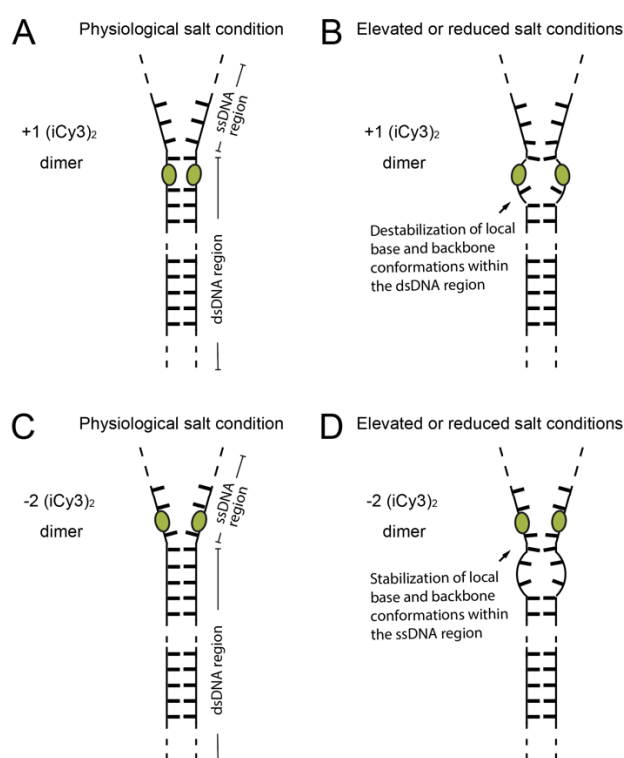 A
Physiological salt condition
+1 (iCy3)₂
dimer
ssDNA
region
dsDNA region
B
Elevated or reduced salt conditions
+1 (iCy3)₂
dimer
Destabilization of local
base and backbone
conformations within
the dsDNA region
C
Physiological salt condition
-2 (iCy3)₂
dimer
ssDNA
region
dsDNA region
D
Elevated or reduced salt conditions
-2 (iCy3)₂
dimer
Stabilization of local
base and backbone
conformations within
the ssDNA region